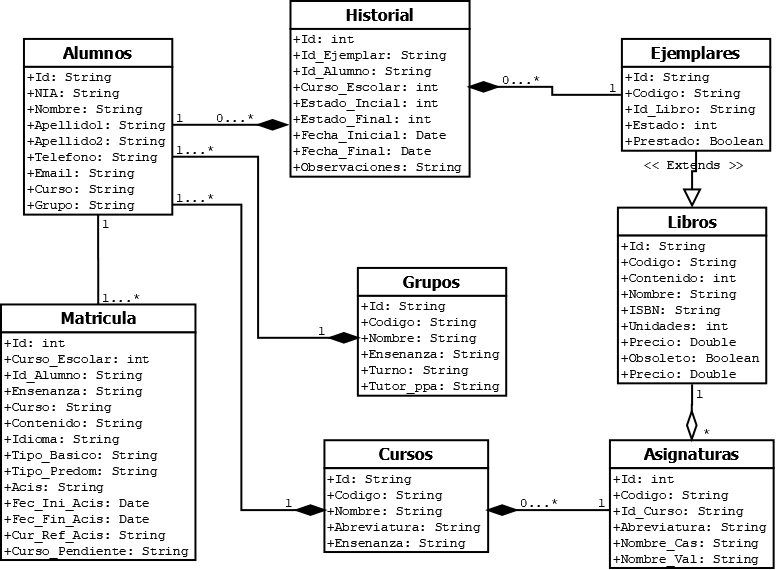 Historial
+Id: int
+Id_Ejemplar: String
+Id_Alumno: String
+Curso_Escolar: int
+Estado_Incial: int
+Estado_Final: int
+Fecha_Inicial: Date
+Fecha_Final: Date
+Observaciones: String
Alumnos
+Id: String
+NIA: String
+Nombre: String
+Apellido1: String
+Apellido2: String
+Telefono: String
+Email: String
+Curso: String
+Grupo: String
1
0...*
1...*
1...*
1
1...*
0...*
1
Ejemplares
+Id: String
+Codigo: String
+Id_Libro: String
+Estado: int
+Prestado: Boolean
<< Extends >>
Libros
+Id: String
+Codigo: String
+Contenido: int
+Nombre: String
+ISBN: String
+Unidades: int
+Precio: Double
+Obsoleto: Boolean
+Precio: Double
1
*
Grupos
+Id: String
+Codigo: String
+Nombre: String
+Ensenanza: String
+Turno: String
+Tutor_ppa: String
1
Matricula
+Id: int
+Curso_Escolar: int
+Id_Alumno: String
+Ensenanza: String
+Curso: String
+Contenido: String
+Idioma: String
+Tipo_Basico: String
+Tipo_Predom: String
+Acis: String
+Fec_Ini_Acis: Date
+Fec_Fin_Acis: Date
+Cur_Ref_Acis: String
+Curso_Pendiente: String
1
Cursos
+Id: String
+Codigo: String
+Nombre: String
+Abreviatura: String
+Ensenanza: String
0...*
1
Asignaturas
+Id: int
+Codigo: String
+Id_Curso: String
+Abreviatura: String
+Nombre_Cas: String
+Nombre_Val: String